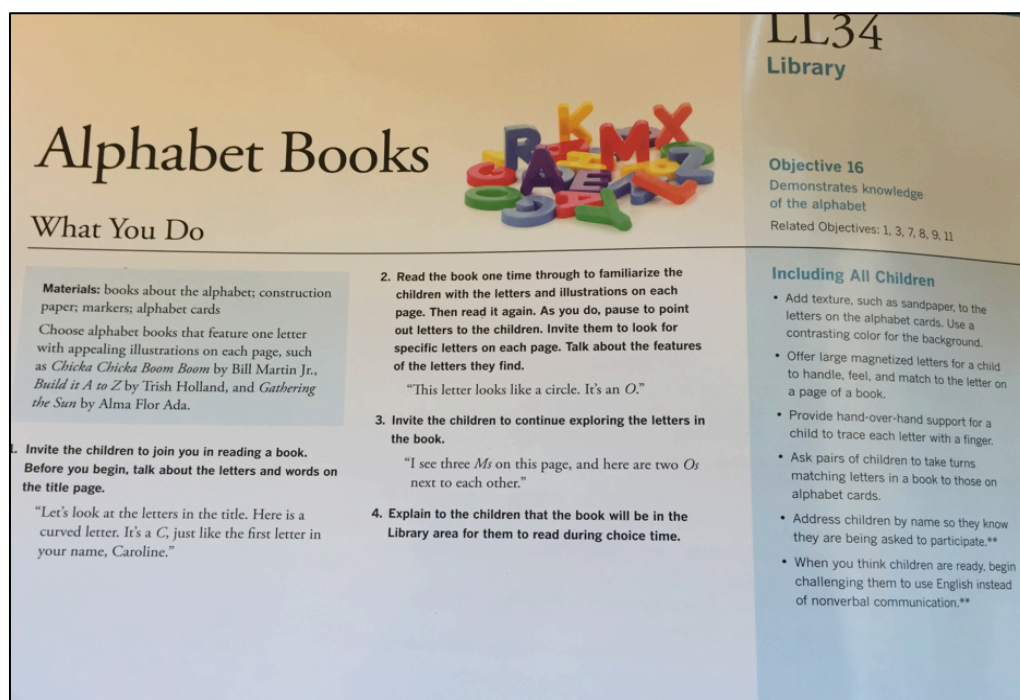 LL34
Library
Alphabet Books
What You Do
Objective 16
Demonstrates knowledge
of the alphabet
Related Objectives: 1, 3, 7, 8, 9, 11
Materials: books about the alphabet; construction
paper; markers; alphabet cards
Choose alphabet books that feature one letter
with appealing illustrations on each page, such
as Chicka Chicka Boom Boom by Bill Martin Jr.,
Build it A to Z by Trish Holland, and Gathering
the Sun by Alma Flor Ada.
1. Invite the children to join you in reading a book.
Before you begin, talk about the letters and words on
the title page.
"Let's look at the letters in the title. Here is a
curved letter. It's a C, just like the first letter in
your name, Caroline."
2. Read the book one time through to familiarize the
children with the letters and illustrations on each
page. Then read it again. As you do, pause to point
out letters to the children. Invite them to look for
specific letters on each page. Talk about the features
of the letters they find.
"This letter looks like a circle. It's an O."
3. Invite the children to continue exploring the letters in
the book.
"I see three Ms on this page, and here are two Os
next to each other."
4. Explain to the children that the book will be in the
Library area for them to read during choice time.
Including All Children
• Add texture, such as sandpaper, to the
letters on the alphabet cards. Use a
contrasting color for the background.
• Offer large magnetized letters for a child
to handle, feel, and match to the letter on
a page of a book.
• Provide hand-over-hand support for a
child to trace each letter with a finger.
• Ask pairs of children to take turns
matching letters in a book to those on
alphabet cards.
• Address children by name so they know
they are being asked to participate.**
• When you think children are ready, begin
challenging them to use English instead
of nonverbal communication.**